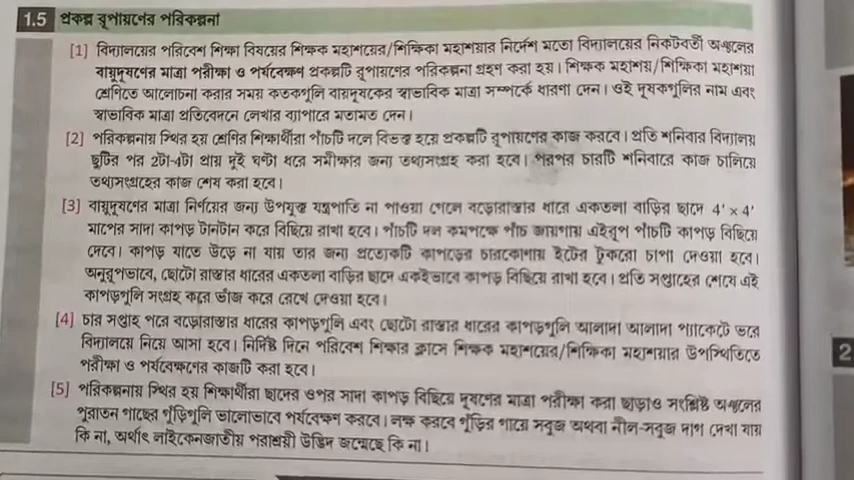 1.5 প্রকল্প রূপায়ণের পরিকল্পনা
[1] বিদ্যালয়ের পরিবেশ শিক্ষা বিষয়ের শিক্ষক মহাশয়ের/শিক্ষিকা মহাশয়ার নির্দেশ মতো বিদ্যালয়ের নিকটবর্তী অঞ্চলের
বায়ুদূষণের মাত্রা পরীক্ষা ও পর্যবেক্ষণ প্রকল্পটি রূপায়ণের পরিকল্পনা গ্রহণ করা হয়। শিক্ষক মহাশয়/শিক্ষিকা মহাশয়া
শ্রেণিতে আলোচনা করার সময় কতকগুলি বায়ুদূষকের স্বাভাবিক মাত্রা সম্পর্কে ধারণা দেন। ওই দূষকগুলির নাম এবং
স্বাভাবিক মাত্রা প্রতিবেদনে লেখার ব্যাপারে মতামত দেন।
[2] পরিকল্পনায় স্থির হয় শ্রেণির শিক্ষার্থীরা পাঁচটি দলে বিভক্ত হয়ে প্রকল্পটি রূপায়ণের কাজ করবে। প্রতি শনিবার বিদ্যালয়
ছুটির পর 2টা-4টা প্রায় দুই ঘণ্টা ধরে সমীক্ষার জন্য তথ্যসংগ্রহ করা হবে। পরপর চারটি শনিবারে কাজ চালিয়ে
তথ্যসংগ্রহের কাজ শেষ করা হবে।
[3] বায়ুদূষণের মাত্রা নির্ণয়ের জন্য উপযুক্ত যন্ত্রপাতি না পাওয়া গেলে বড়োরাস্তার ধারে একতলা বাড়ির ছাদে 4' × 4'
মাপের সাদা কাপড় টানটান করে বিছিয়ে রাখা হবে। পাঁচটি দল কমপক্ষে পাঁচ জায়গায় এইরূপ পাঁচটি কাপড় বিছিয়ে
দেবে। কাপড় যাতে উড়ে না যায় তার জন্য প্রত্যেকটি কাপড়ের চারকোণায় ইটের টুকরো চাপা দেওয়া হবে।
অনুরূপভাবে, ছোটো রাস্তার ধারের একতলা বাড়ির ছাদে একইভাবে কাপড় বিছিয়ে রাখা হবে। প্রতি সপ্তাহের শেষে এই
কাপড়গুলি সংগ্রহ করে ভাঁজ করে রেখে দেওয়া হবে।
[4] চার সপ্তাহ পরে বড়োরাস্তার ধারের কাপড়গুলি এবং ছোটো রাস্তার ধারের কাপড়গুলি আলাদা আলাদা প্যাকেটে ভরে
বিদ্যালয়ে নিয়ে আসা হবে। নির্দিষ্ট দিনে পরিবেশ শিক্ষার ক্লাসে শিক্ষক মহাশয়ের/শিক্ষিকা মহাশয়ার উপস্থিতিতে
পরীক্ষা ও পর্যবেক্ষণের কাজটি করা হবে।
[5] পরিকল্পনায় স্থির হয় শিক্ষার্থীরা ছাদের ওপর সাদা কাপড় বিছিয়ে দূষণের মাত্রা পরীক্ষা করা ছাড়াও সংশ্লিষ্ট অঞ্চলের
পুরাতন গাছের গুঁড়িগুলি ভালোভাবে পর্যবেক্ষণ করবে। লক্ষ করবে গুঁড়ির গায়ে সবুজ অথবা নীল-সবুজ দাগ দেখা যায়
কি না, অর্থাৎ লাইকেনজাতীয় পরাশ্রয়ী উদ্ভিদ জন্মেছে কি না।
2